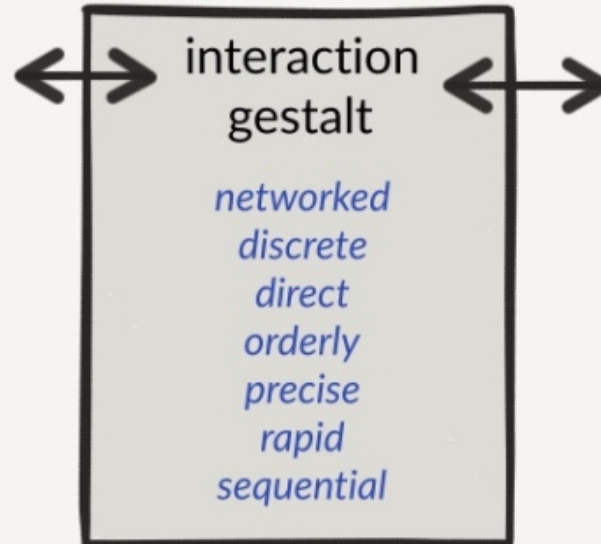 interaction
gestalt
networked
discrete
direct
orderly
precise
rapid
sequential